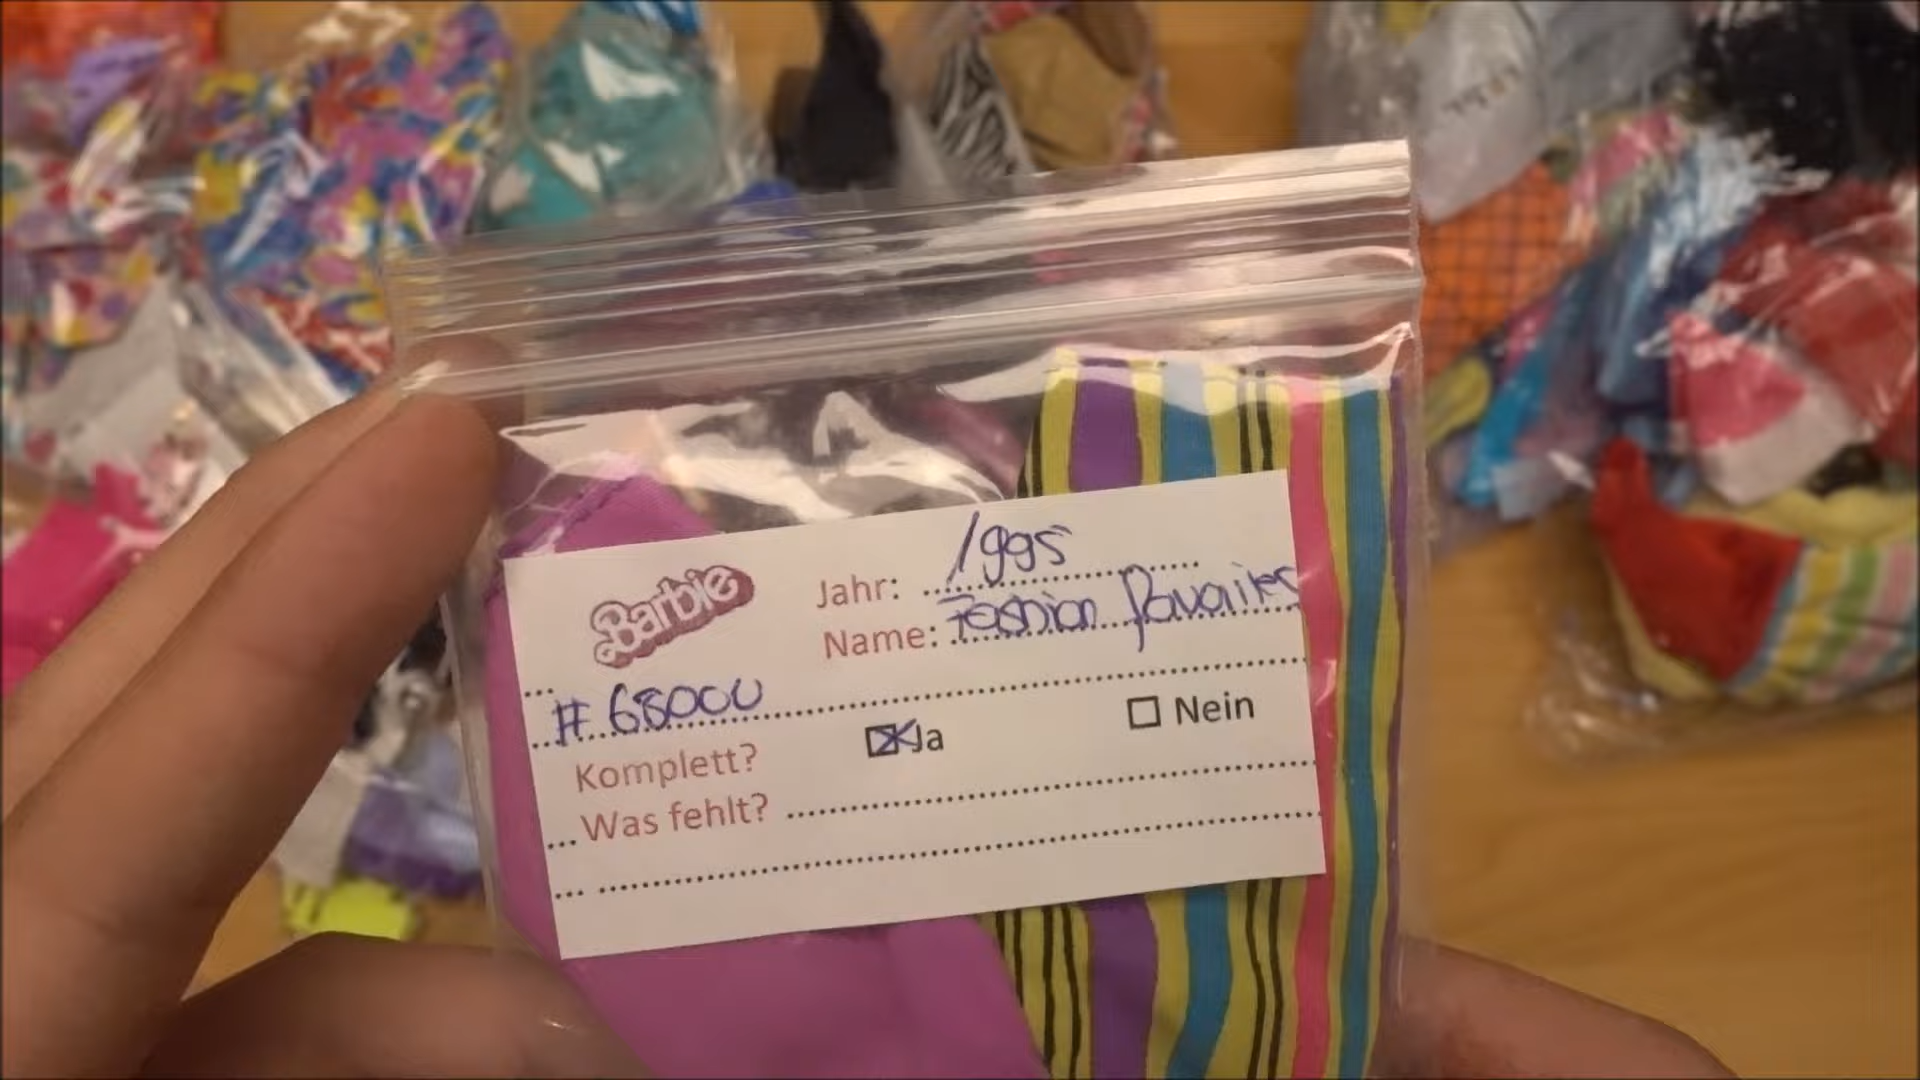 Barbie
Jahr: 1995
Name: Fashion Favorites
# 68000
Komplett? Ja Nein
Was fehlt?